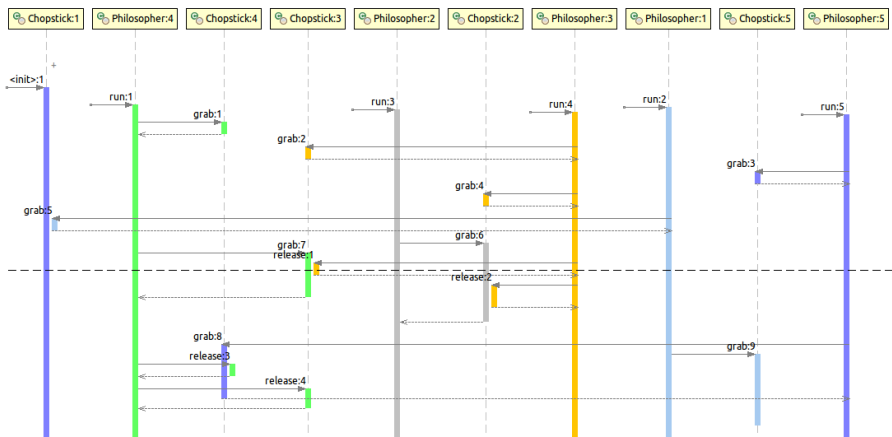 Chopstick:1 Philosopher:4 Chopstick:4 Chopstick:3 Philosopher:2 Chopstick:2 Philosopher:3 Philosopher:1 Chopstick:5 Philosopher:5
<init>:1
run:1
run:3
run:4
run:2
run:5
grab:1
grab:2
grab:3
grab:4
grab:5
grab:6
grab:7
release:1
release:2
grab:8
grab:9
release:3
release:4